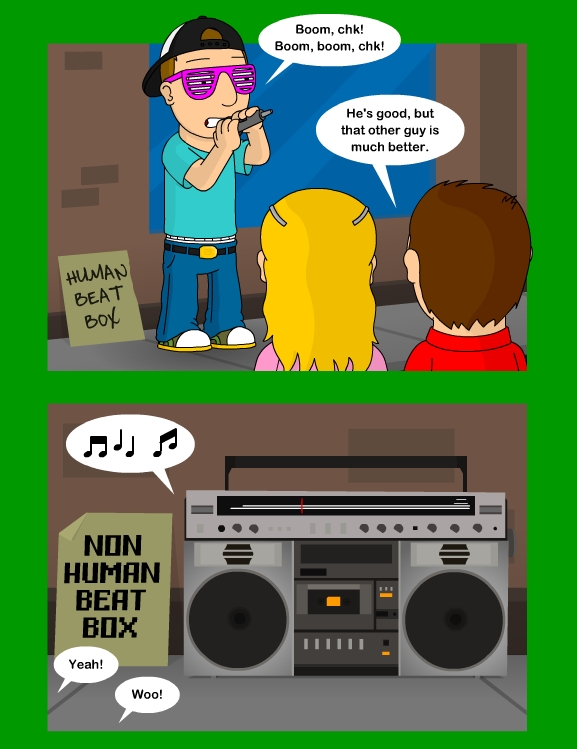 Boom, chk!
Boom, boom, chk!
He's good, but
that other guy is
much better.
HUMAN
BEAT
BOX
NON
HUMAN
BEAT
BOX
Yeah!
Woo!